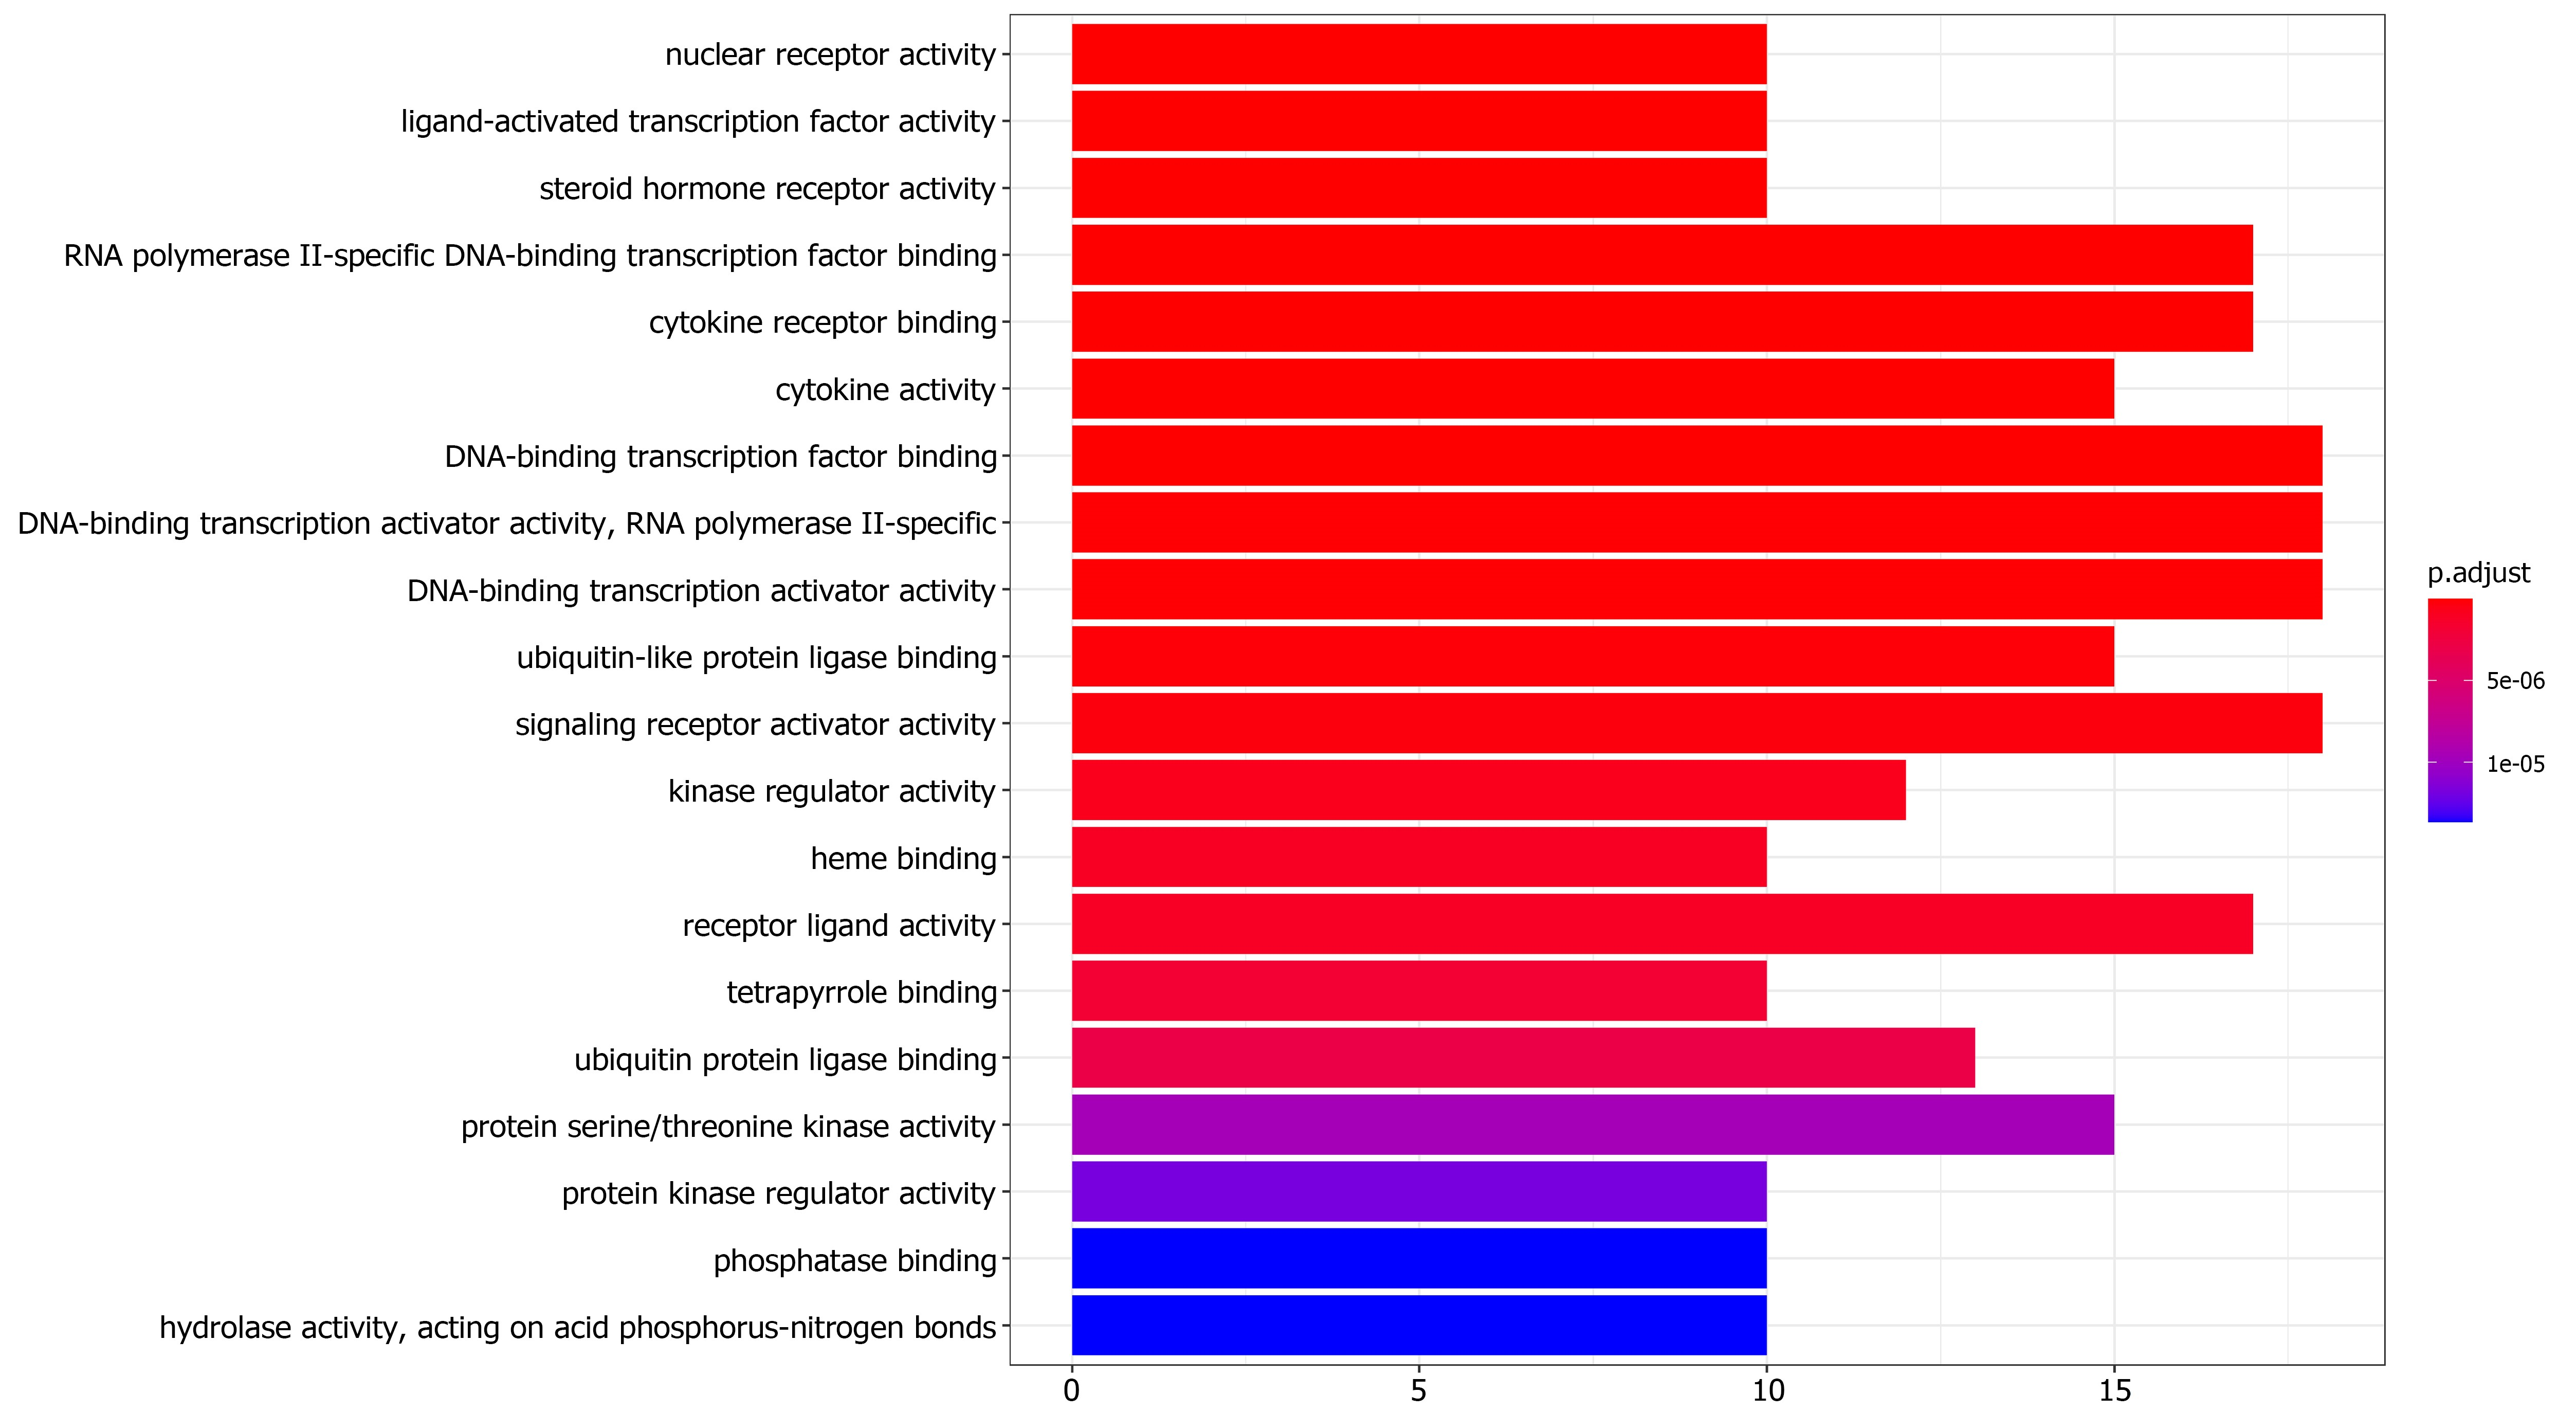 nuclear receptor activity
ligand-activated transcription factor activity
steroid hormone receptor activity
RNA polymerase II-specific DNA-binding transcription factor binding
cytokine receptor binding
cytokine activity
DNA-binding transcription factor binding
DNA-binding transcription activator activity, RNA polymerase II-specific
DNA-binding transcription activator activity
ubiquitin-like protein ligase binding
signaling receptor activator activity
kinase regulator activity
heme binding
receptor ligand activity
tetrapyrrole binding
ubiquitin protein ligase binding
protein serine/threonine kinase activity
protein kinase regulator activity
phosphatase binding
hydrolase activity, acting on acid phosphorus-nitrogen bonds
0 5 10 15
p.adjust
5e-06
1e-05